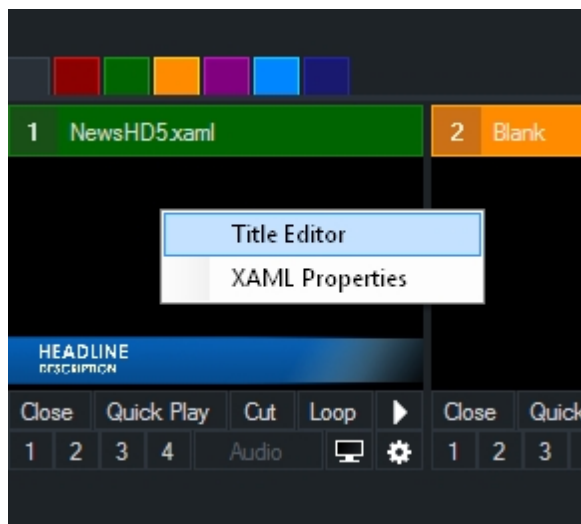 1 NewsHD5.xaml
2 Blank
Title Editor
XAML Properties
HEADLINE
DESCRIPTION
Close Quick Play Cut Loop
Close Quick
1 2 3 4 Audio
1 2 3